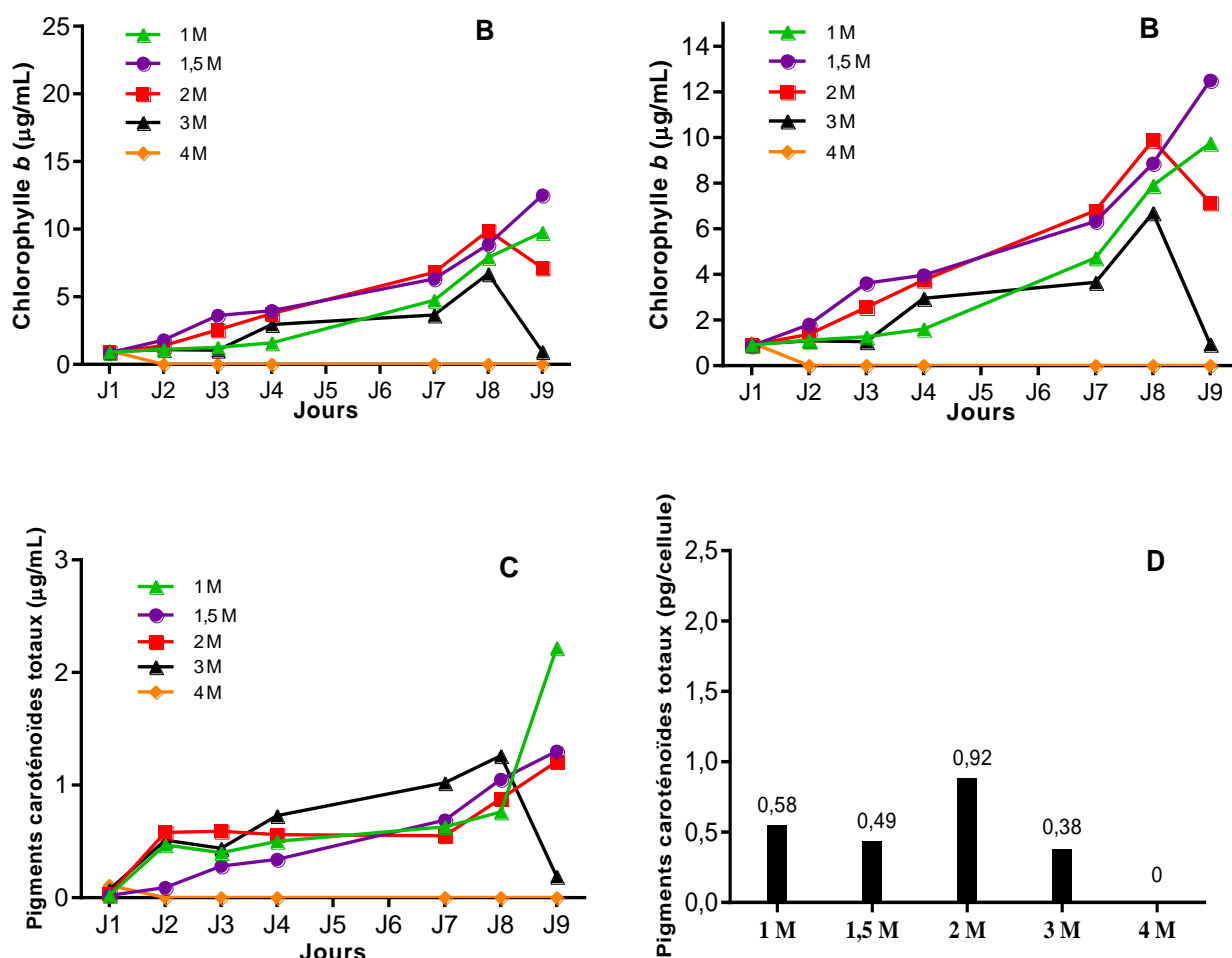 B
Chlorophylle b (µg/mL)
25
20
15
10
5
0
1 M
1,5 M
2 M
3 M
4 M
J1 J2 J3 J4 J5 J6 J7 J8 J9
Jours
B
Chlorophylle b (µg/mL)
14
12
10
8
6
4
2
0
1 M
1,5 M
2 M
3 M
4 M
J1 J2 J3 J4 J5 J6 J7 J8 J9
Jours
C
Pigments caroténoïdes totaux (µg/mL)
3
2
1
0
1 M
1,5 M
2 M
3 M
4 M
J1 J2 J3 J4 J5 J6 J7 J8 J9
Jours
D
Pigments caroténoïdes totaux (pg/cellule)
2,5
2,0
1,5
1,0
0,5
0,0
0,58
0,49
0,92
0,38
0
1 M 1,5 M 2 M 3 M 4 M